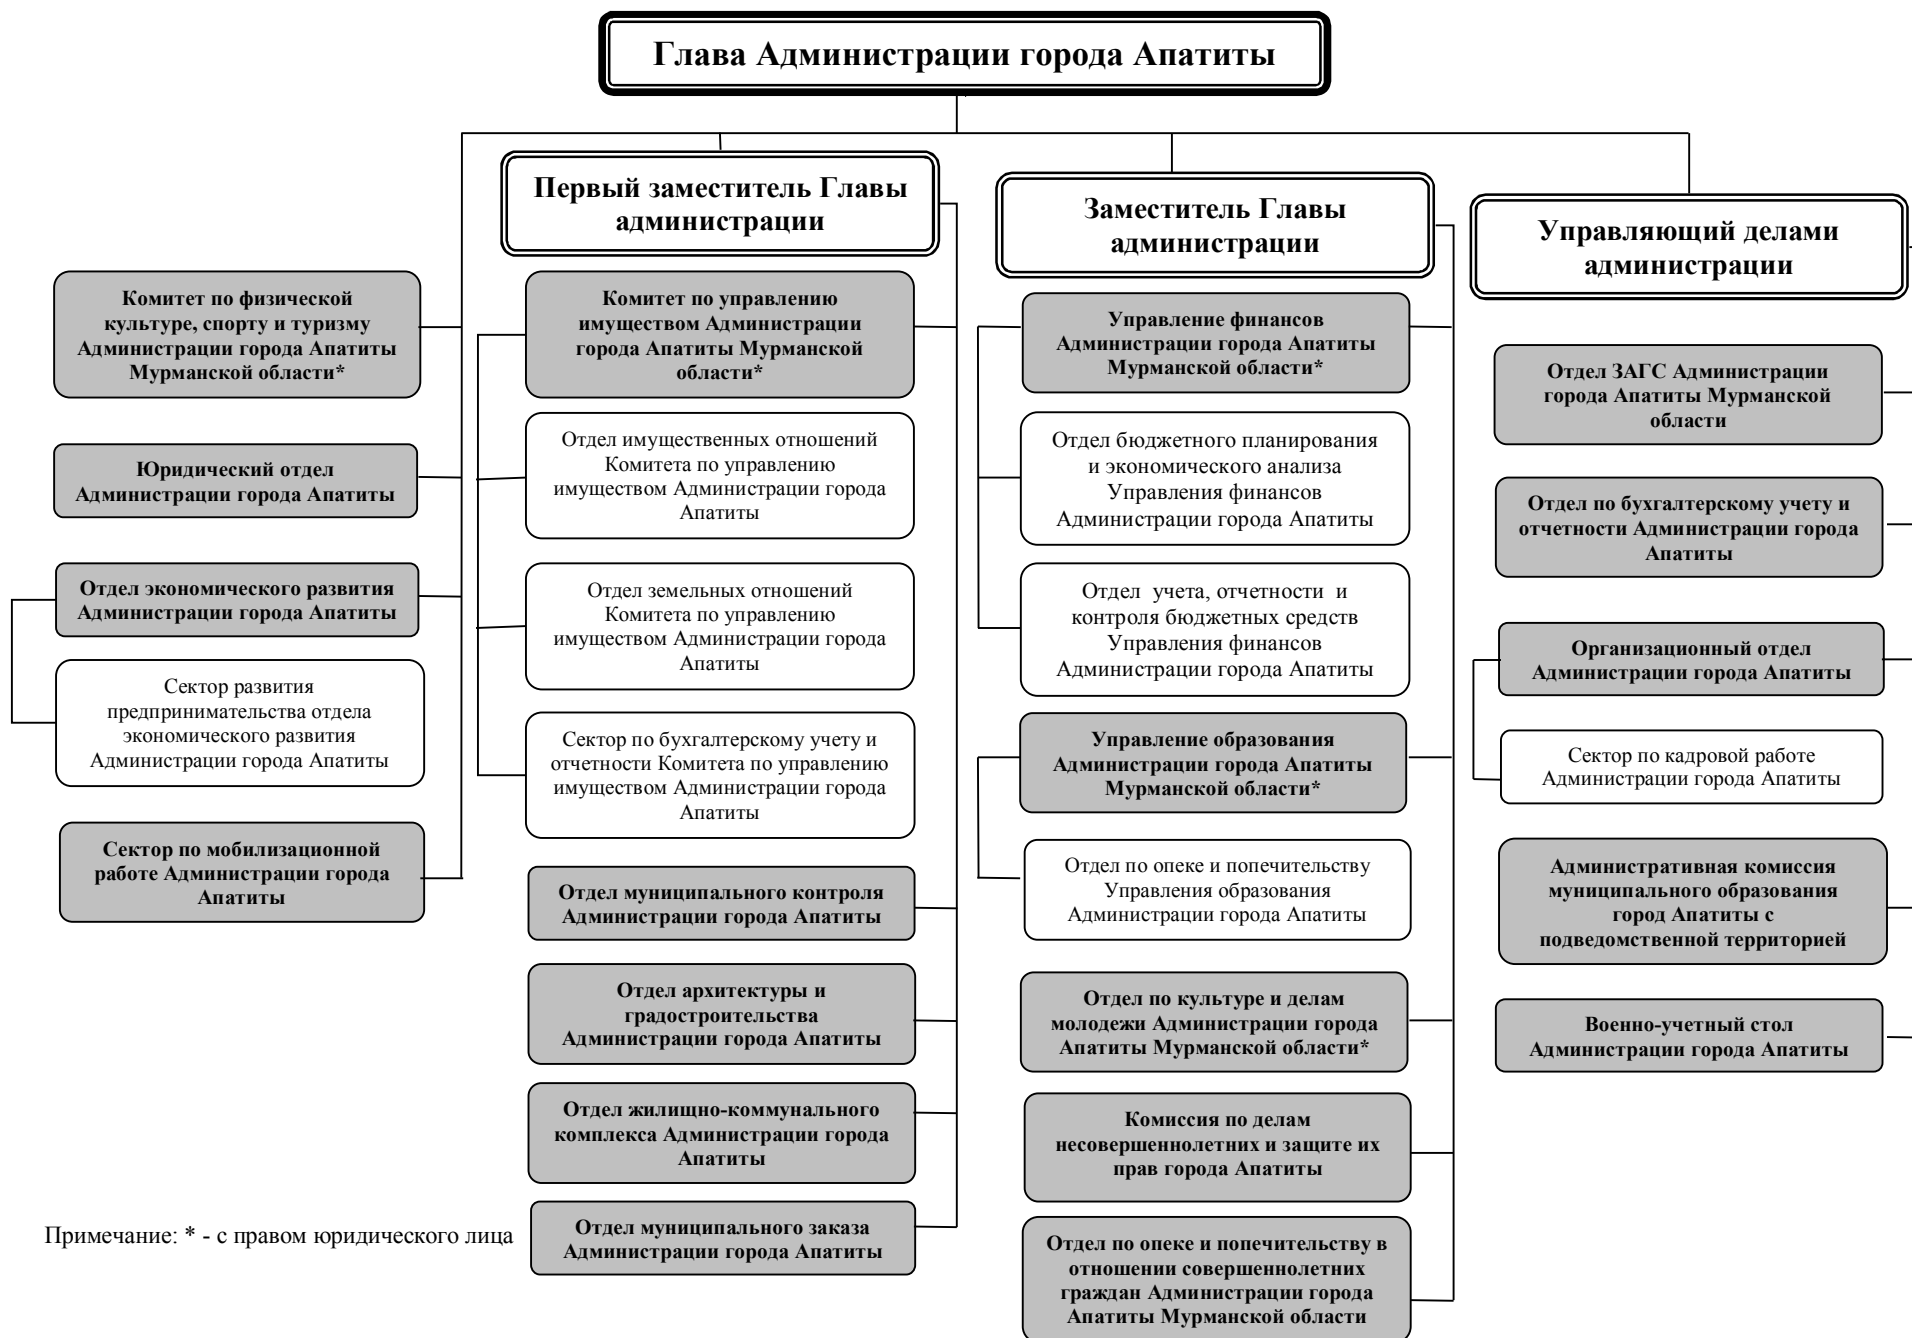 Глава Администрации города Апатиты
Первый заместитель Главы
администрации
Заместитель Главы
администрации
Управляющий делами
администрации
Комитет по физической
культуре, спорту и туризму
Администрации города Апатиты
Мурманской области*
Юридический отдел
Администрации города Апатиты
Отдел экономического развития
Администрации города Апатиты
Сектор развития
предпринимательства отдела
экономического развития
Администрации города Апатиты
Сектор по мобилизационной
работе Администрации города
Апатиты
Комитет по управлению
имуществом Администрации
города Апатиты Мурманской
области*
Отдел имущественных отношений
Комитета по управлению
имуществом Администрации города
Апатиты
Отдел земельных отношений
Комитета по управлению
имуществом Администрации города
Апатиты
Сектор по бухгалтерскому учету и
отчетности Комитета по управлению
имуществом Администрации города
Апатиты
Отдел муниципального контроля
Администрации города Апатиты
Отдел архитектуры и
градостроительства
Администрации города Апатиты
Отдел жилищно-коммунального
комплекса Администрации города
Апатиты
Отдел муниципального заказа
Администрации города Апатиты
Управление финансов
Администрации города Апатиты
Мурманской области*
Отдел бюджетного планирования
и экономического анализа
Управления финансов
Администрации города Апатиты
Отдел учета, отчетности и
контроля бюджетных средств
Управления финансов
Администрации города Апатиты
Управление образования
Администрации города Апатиты
Мурманской области*
Отдел по опеке и попечительству
Управления образования
Администрации города Апатиты
Отдел по культуре и делам
молодежи Администрации города
Апатиты Мурманской области*
Комиссия по делам
несовершеннолетних и защите их
прав города Апатиты
Отдел по опеке и попечительству в
отношении совершеннолетних
граждан Администрации города
Апатиты Мурманской области
Отдел ЗАГС Администрации
города Апатиты Мурманской
области
Отдел по бухгалтерскому учету и
отчетности Администрации города
Апатиты
Организационный отдел
Администрации города Апатиты
Сектор по кадровой работе
Администрации города Апатиты
Административная комиссия
муниципального образования
город Апатиты с
подведомственной территорией
Военно-учетный стол
Администрации города Апатиты
Примечание: * - с правом юридического лица